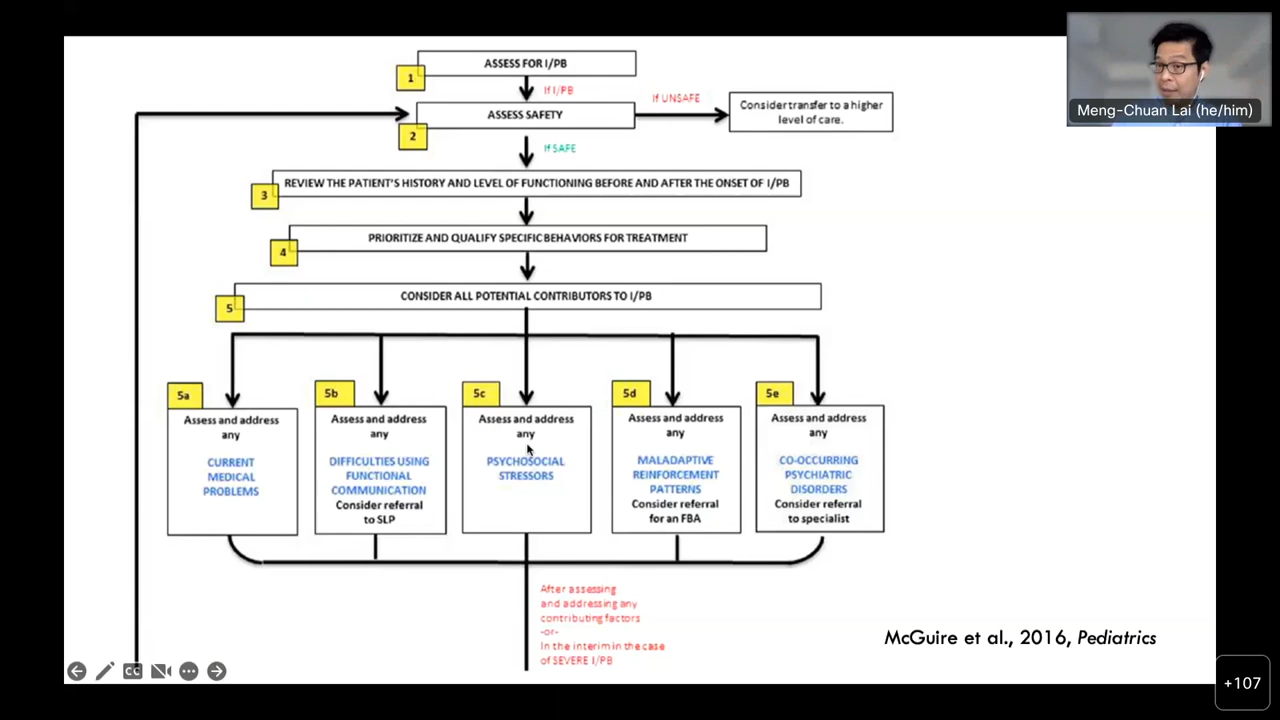 Meng-Chuan Lai (he/him)
1
ASSESS FOR I/PB
If I/PB
2
ASSESS SAFETY
If UNSAFE
Consider transfer to a higher
level of care.
If SAFE
3
REVIEW THE PATIENT'S HISTORY AND LEVEL OF FUNCTIONING BEFORE AND AFTER THE ONSET OF I/PB
4
PRIORITIZE AND QUALIFY SPECIFIC BEHAVIORS FOR TREATMENT
5
CONSIDER ALL POTENTIAL CONTRIBUTORS TO I/PB
5a
Assess and address
any
CURRENT
MEDICAL
PROBLEMS
5b
Assess and address
any
DIFFICULTIES USING
FUNCTIONAL
COMMUNICATION
Consider referral
to SLP
5c
Assess and address
any
PSYCHOSOCIAL
STRESSORS
5d
Assess and address
any
MALADAPTIVE
REINFORCEMENT
PATTERNS
Consider referral
for an FBA
5e
Assess and address
any
CO-OCCURRING
PSYCHIATRIC
DISORDERS
Consider referral
to specialist
After assessing
and addressing any
contributing factors
-or-
In the interim in the case
of SEVERE I/PB
McGuire et al., 2016, Pediatrics
CC
+107